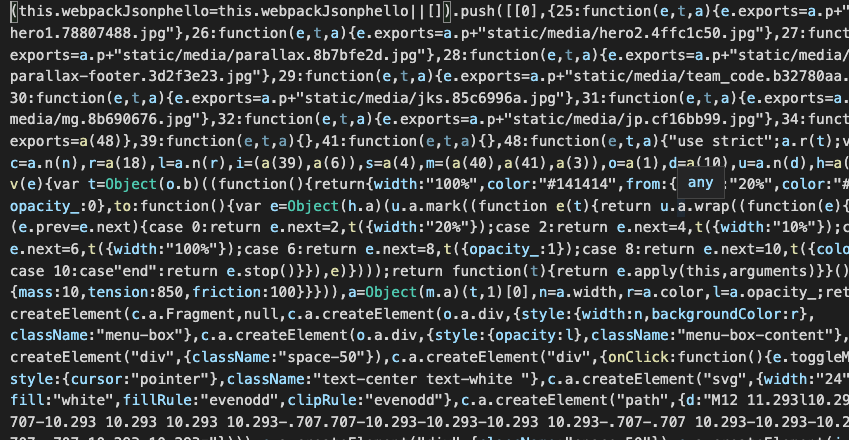 (this.webpackJsonphello=this.webpackJsonphello||[]).push([[0],{25:function(e,t,a){e.exports=a.p+"
hero1.78807488.jpg"},26:function(e,t,a){e.exports=a.p+"static/media/hero2.4ffc1c50.jpg"},27:funct
exports=a.p+"static/media/parallax.8b7bfe2d.jpg"},28:function(e,t,a){e.exports=a.p+"static/media/
parallax-footer.3d2f3e23.jpg"},29:function(e,t,a){e.exports=a.p+"static/media/team_code.b32780aa.
30:function(e,t,a){e.exports=a.p+"static/media/jks.85c6996a.jpg"},31:function(e,t,a){e.exports=a.
media/mg.8b690676.jpg"},32:function(e,t,a){e.exports=a.p+"static/media/jp.cf16bb99.jpg"},34:funct
exports=a(48)},39:function(e,t,a){},41:function(e,t,a){},48:function(e,t,a){"use strict";a.r(t);v
c=a.n(n),r=a(18),l=a.n(r),i=(a(39),a(6)),s=a(4),m=(a(40),a(41),a(3)),o=a(1),d=a(10),u=a.n(d),h=a(
v(e){var t=Object(o.b)((function(){return{width:"100%",color:"#141414",from:{ any :"20%",color:"#
opacity_:0},to:function(){var e=Object(h.a)(u.a.mark((function e(t){return u.a.wrap((function(e){
(e.prev=e.next){case 0:return e.next=2,t({width:"20%"});case 2:return e.next=4,t({width:"10%"});c
e.next=6,t({width:"100%"});case 6:return e.next=8,t({opacity_:1});case 8:return e.next=10,t({colo
case 10:case"end":return e.stop()}}),e)})));return function(t){return e.apply(this,arguments)}}()
{mass:10,tension:850,friction:100}}})),a=Object(m.a)(t,1)[0],n=a.width,r=a.color,l=a.opacity_;ret
createElement(c.a.Fragment,null,c.a.createElement(o.a.div,{style:{width:n,backgroundColor:r},
className:"menu-box"},c.a.createElement(o.a.div,{style:{opacity:l},className:"menu-box-content"},
createElement("div",{className:"space-50"}),c.a.createElement("div",{onClick:function(){e.toggleM
style:{cursor:"pointer"},className:"text-center text-white "},c.a.createElement("svg",{width:"24"
fill:"white",fillRule:"evenodd",clipRule:"evenodd"},c.a.createElement("path",{d:"M12 11.293l10.29
707-10.293 10.293 10.293 10.293-.707.707-10.293-10.293-10.293 10.293-.707-.707 10.293-10.293-10.2